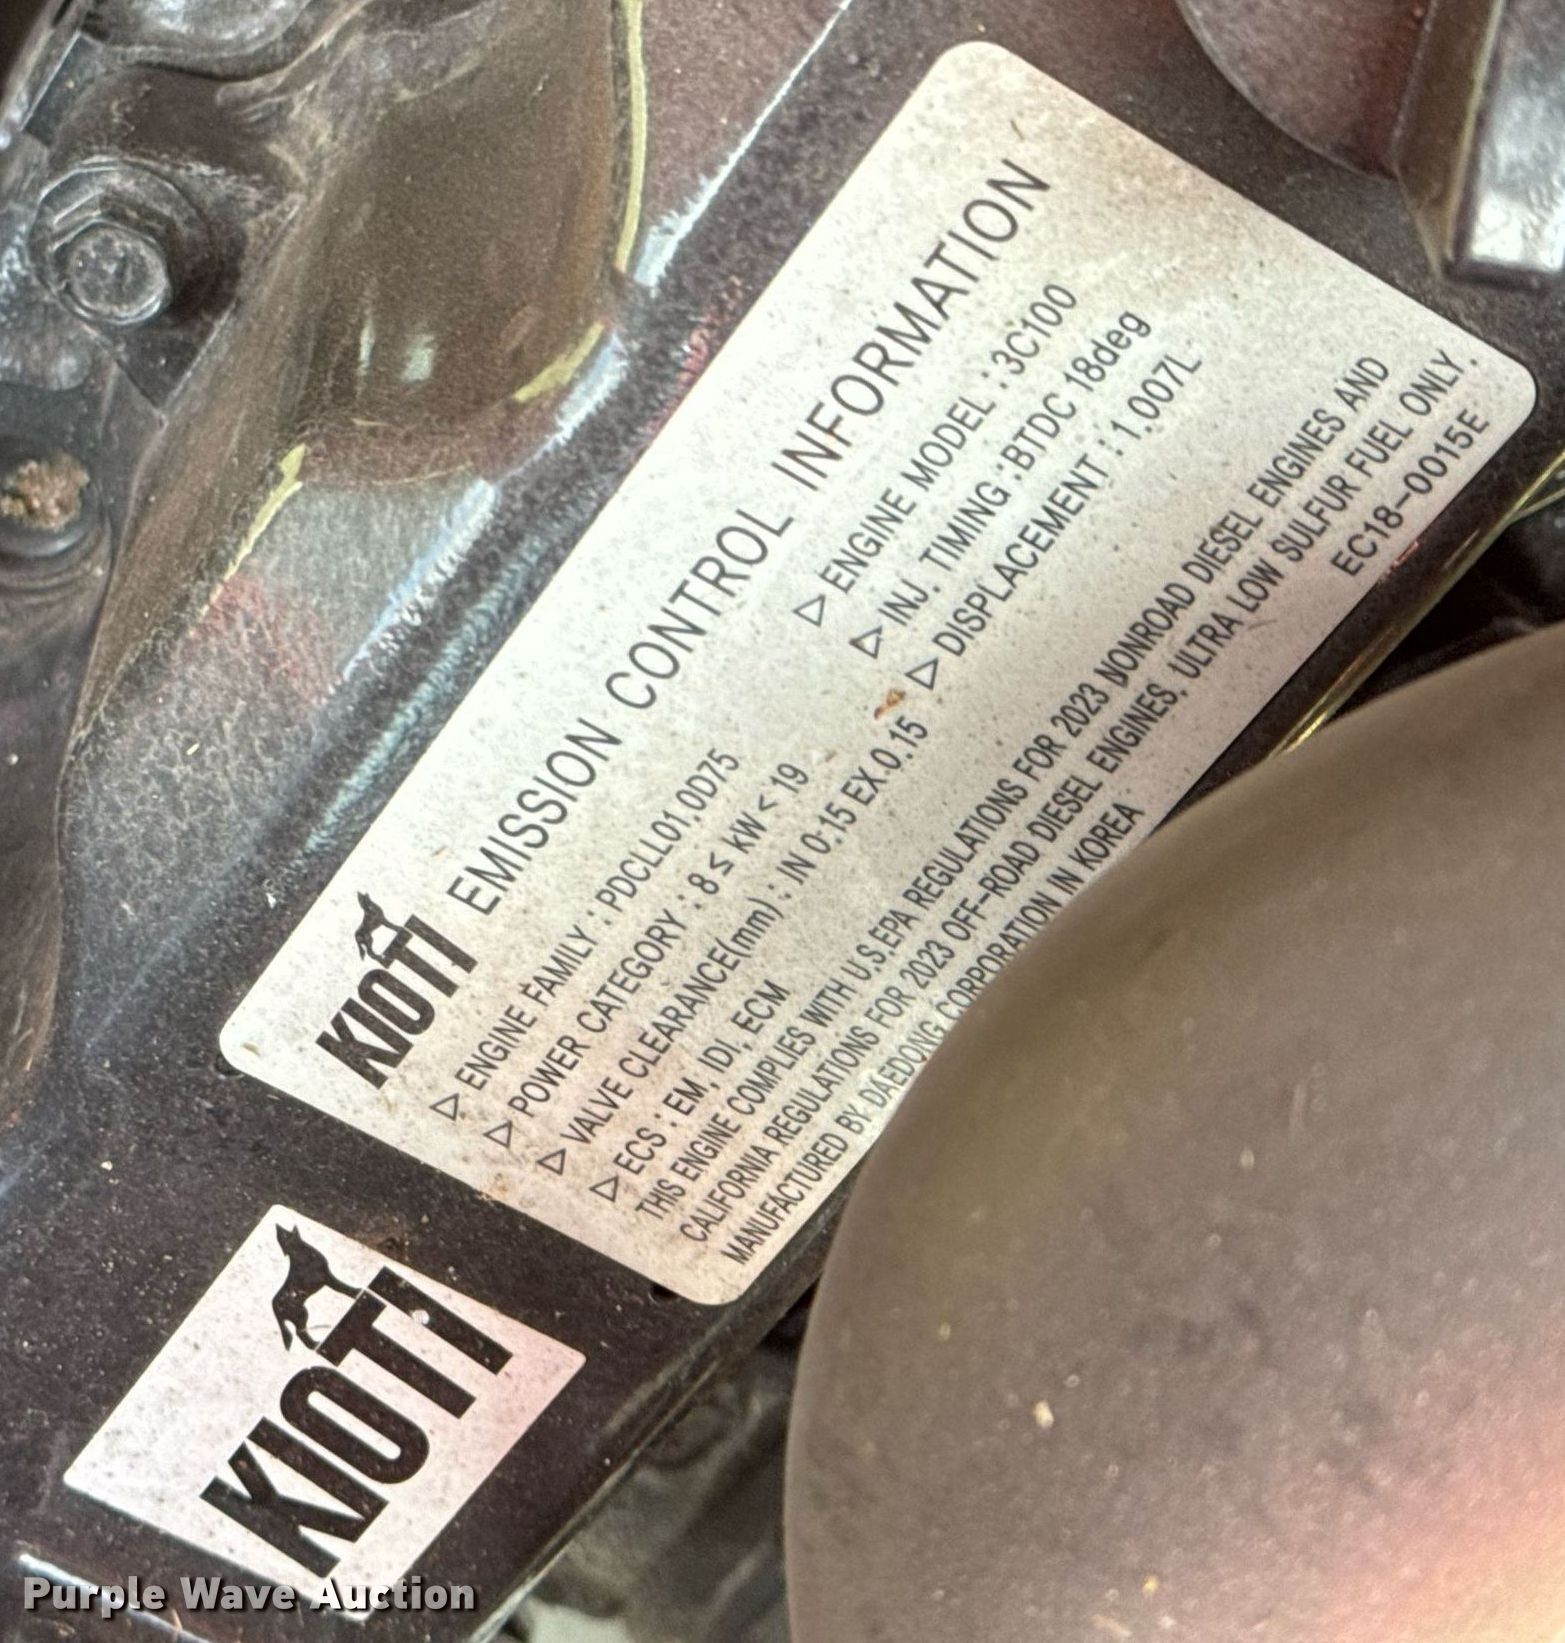 KIOTI EMISSION CONTROL INFORMATION
▷ ENGINE FAMILY : PDCLL01.0D75 ▷ ENGINE MODEL : 3C100
▷ POWER CATEGORY : 8 ≤ kW < 19 ▷ INJ. TIMING :BTDC 18deg
▷ VALVE CLEARANCE(mm) : IN 0.15 EX.0.15 ▷ DISPLACEMENT : 1.007L
▷ ECS : EM, IDI, ECM
THIS ENGINE COMPLIES WITH U.S.EPA REGULATIONS FOR 2023 NONROAD DIESEL ENGINES AND
CALIFORNIA REGULATIONS FOR 2023 OFF-ROAD DIESEL ENGINES. ULTRA LOW SULFUR FUEL ONLY.
MANUFACTURED BY DAEDONG CORPORATION IN KOREA EC18-0015E
KIOTI
Purple Wave Auction